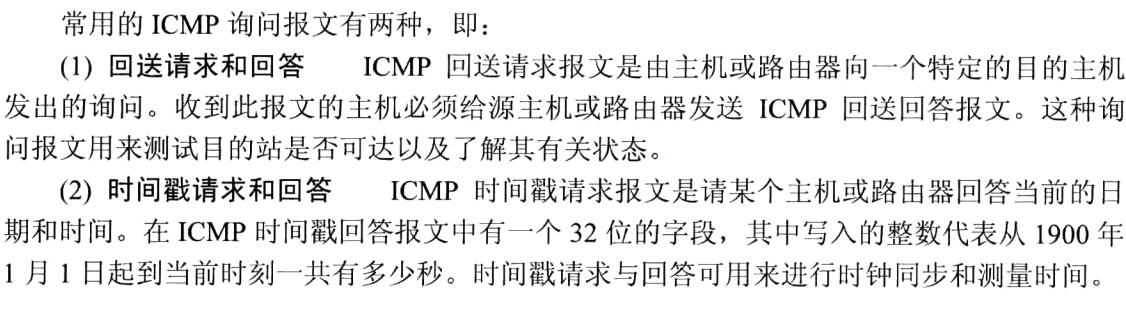 常用的 ICMP 询问报文有两种，即：
(1) 回送请求和回答 ICMP 回送请求报文是由主机或路由器向一个特定的目的主机
发出的询问。收到此报文的主机必须给源主机或路由器发送 ICMP 回送回答报文。这种询
问报文用来测试目的站是否可达以及了解其有关状态。
(2) 时间戳请求和回答 ICMP 时间戳请求报文是请某个主机或路由器回答当前的日
期和时间。在 ICMP 时间戳回答报文中有一个 32 位的字段，其中写入的整数代表从 1900 年
1 月 1 日起到当前时刻一共有多少秒。时间戳请求与回答可用来进行时钟同步和测量时间。